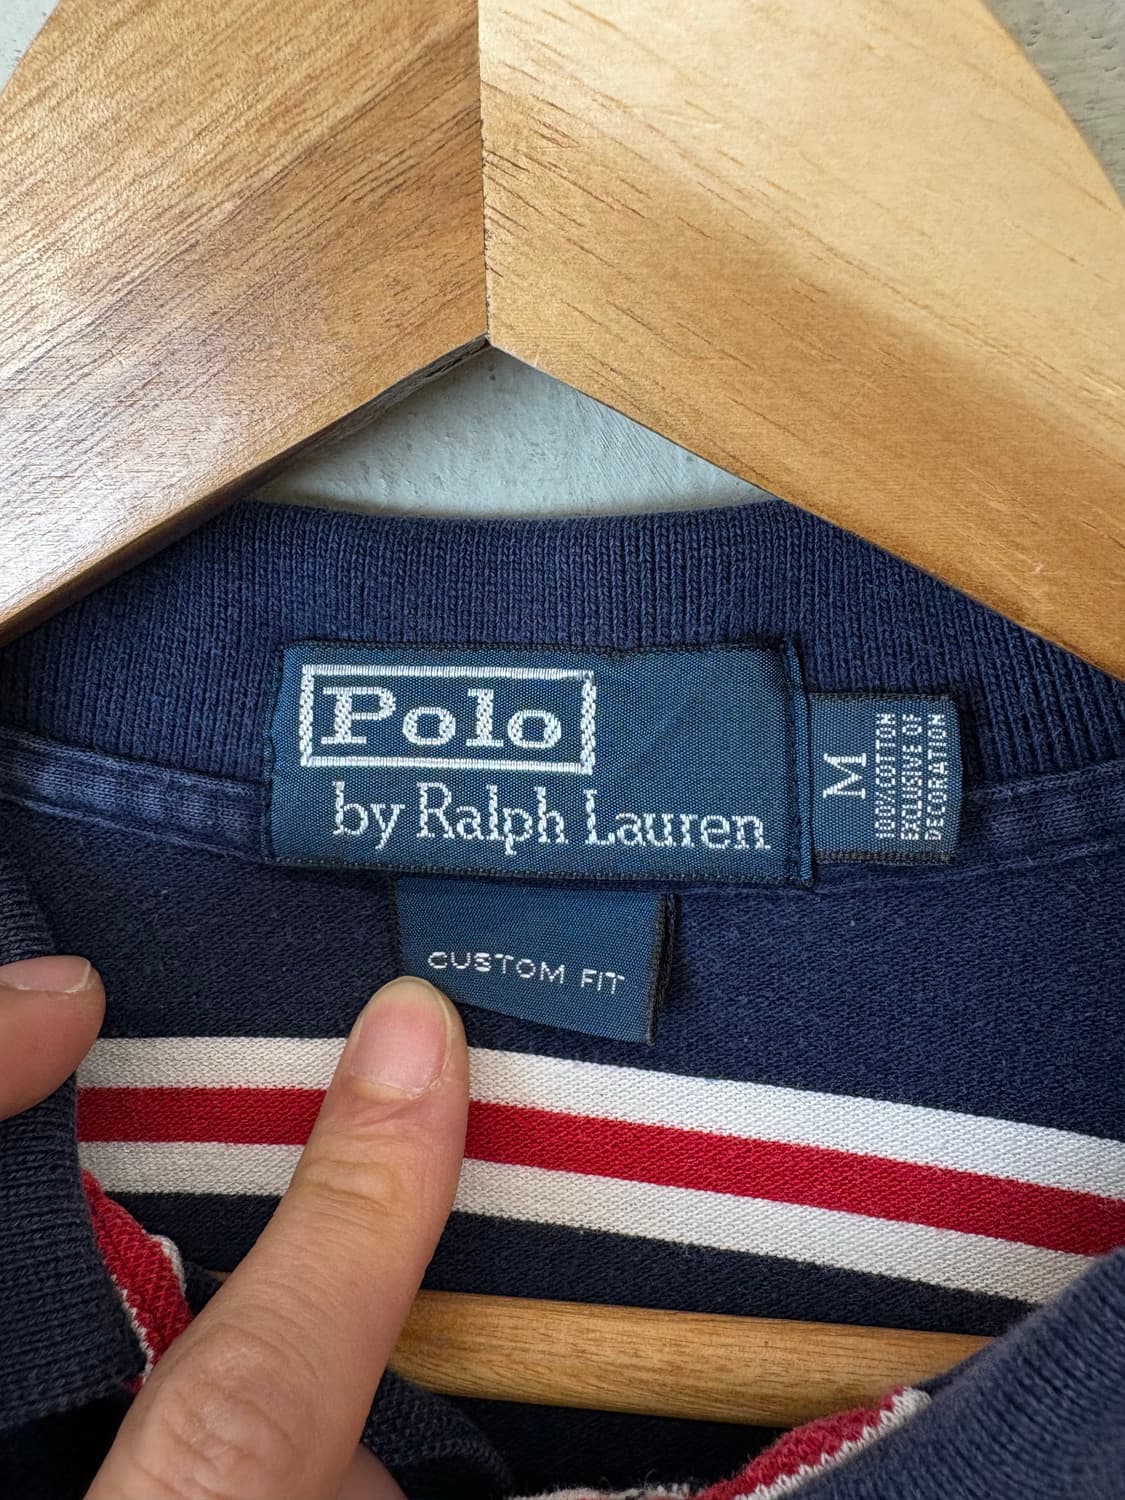 Polo
by Ralph Lauren
M
100% COTTON
EXCLUSIVE OF
DECORATION
CUSTOM FIT